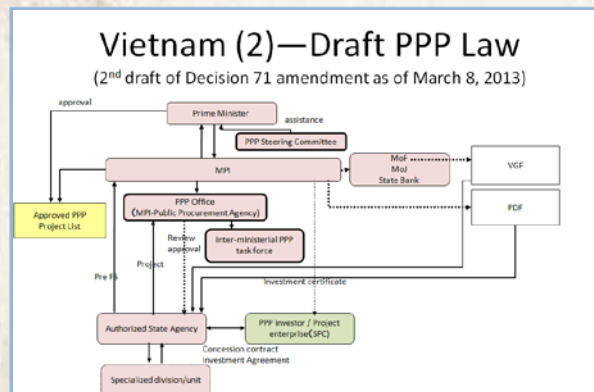 Vietnam (2)—Draft PPP Law
(2nd draft of Decision 71 amendment as of March 8, 2013)
approval
Prime Minister
assistance
PPP Steering Committee
MPI
MoF
MoJ
State Bank
VGF
PDF
Approved PPP
Project List
PPP Office
(MPI-Public Procurement Agency)
Review
approval
Inter-ministerial PPP
task force
Pre FS
Project
Investment certificate
Authorized State Agency
PPP investor / Project
enterprise(SPC)
Concession contract
Investment Agreement
Specialized division/unit